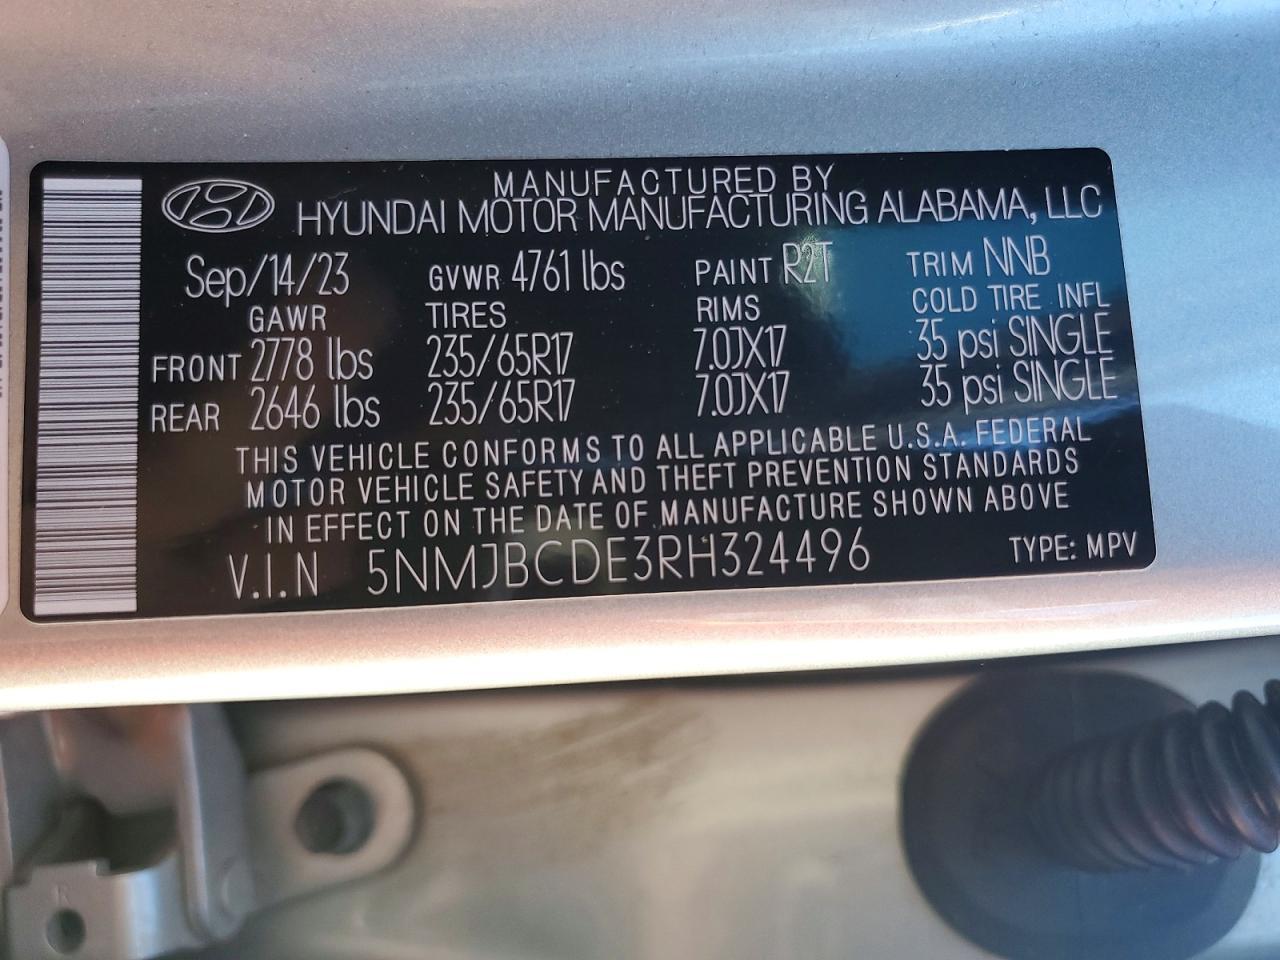 MANUFACTURED BY
HYUNDAI MOTOR MANUFACTURING ALABAMA, LLC
Sep/14/23 GVWR 4761 lbs PAINT R2T TRIM NNB
GAWR TIRES RIMS COLD TIRE INFL
FRONT 2778 lbs 235/65R17 7.0JX17 35 psi SINGLE
REAR 2646 lbs 235/65R17 7.0JX17 35 psi SINGLE
THIS VEHICLE CONFORMS TO ALL APPLICABLE U.S.A. FEDERAL
MOTOR VEHICLE SAFETY AND THEFT PREVENTION STANDARDS
IN EFFECT ON THE DATE OF MANUFACTURE SHOWN ABOVE
V.I.N 5NMJBCDE3RH324496 TYPE: MPV
R